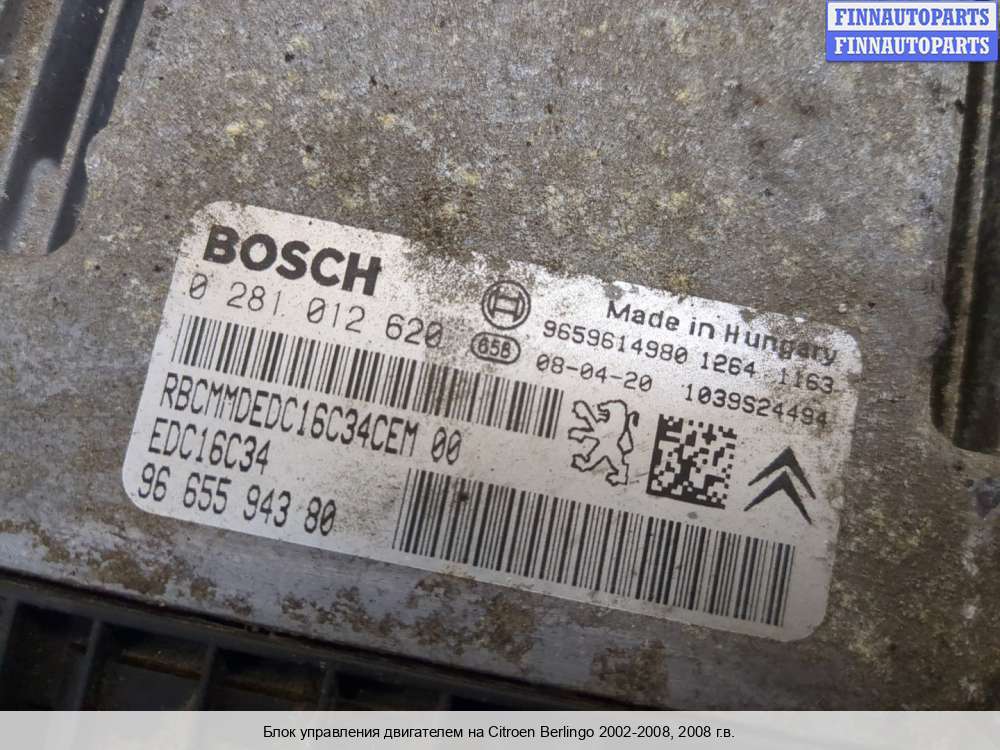 FINNAUTOPARTS
FINNAUTOPARTS
BOSCH
0 281 012 620
658
Made in Hungary
9659614980 1264 1163
08-04-20 1039S24494
RBCMMDEDC16C34CEM 00
EDC16C34
96 655 943 80
Блок управления двигателем на Citroen Berlingo 2002-2008, 2008 г.в.